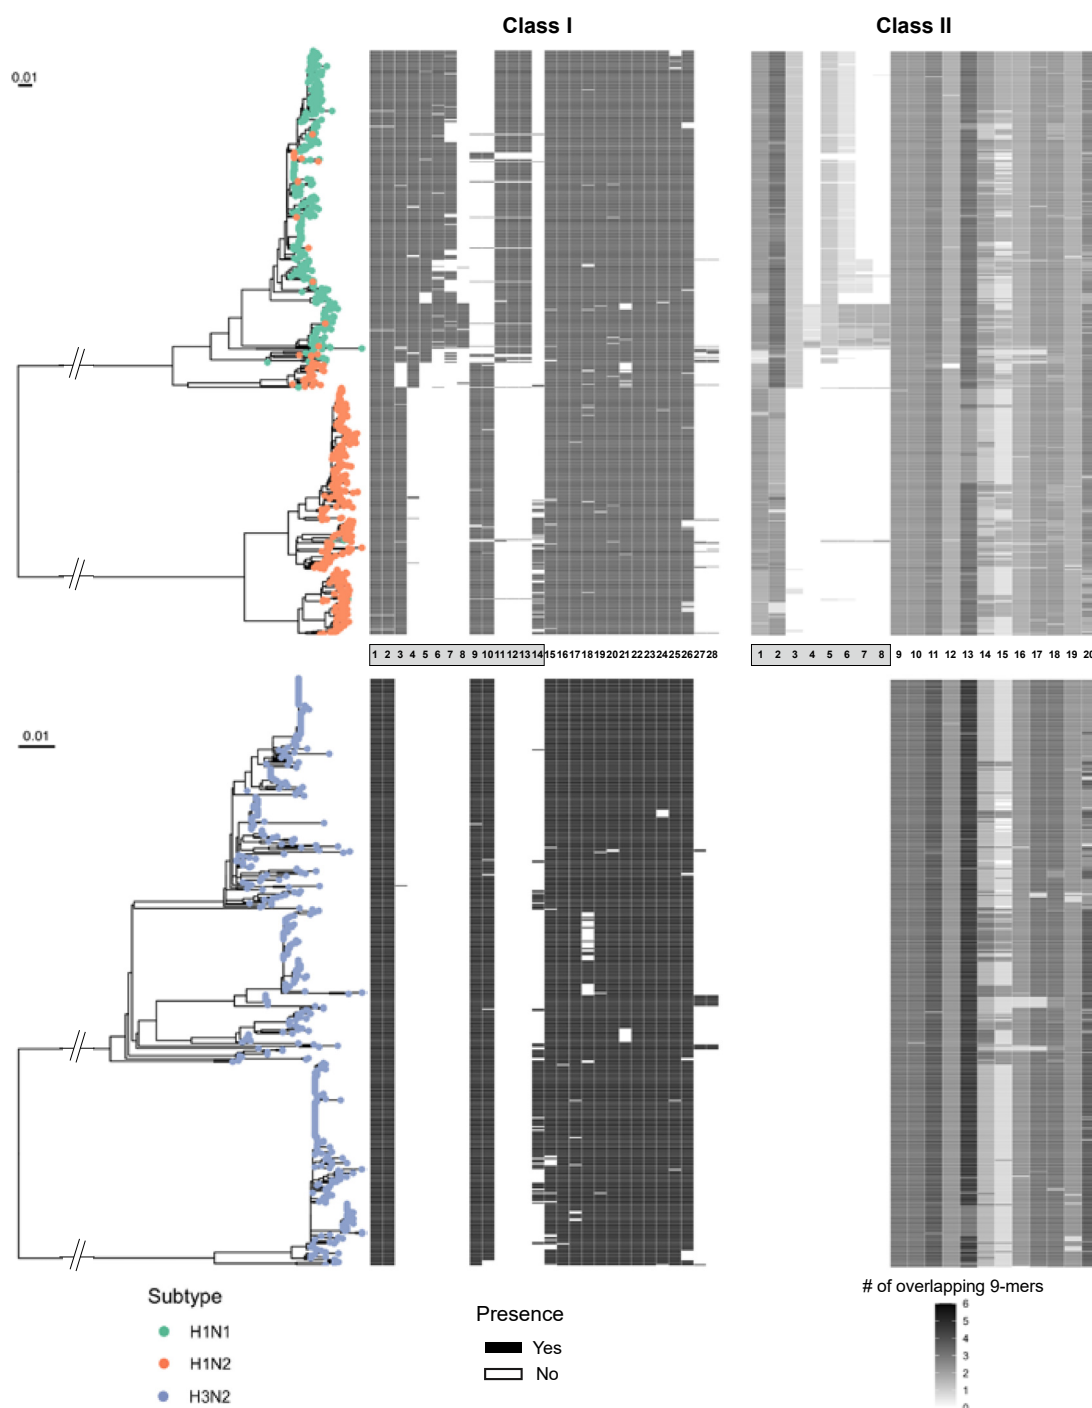 Class I
Class II
0.01
1 2 3 4 5 6 7 8 9 10 11 12 13 14 15 16 17 18 19 20 21 22 23 24 25 26 27 28
1 2 3 4 5 6 7 8 9 10 11 12 13 14 15 16 17 18 19 20
0.01
Subtype
H1N1
H1N2
H3N2
Presence
Yes
No
# of overlapping 9-mers
6
5
4
3
2
1
0